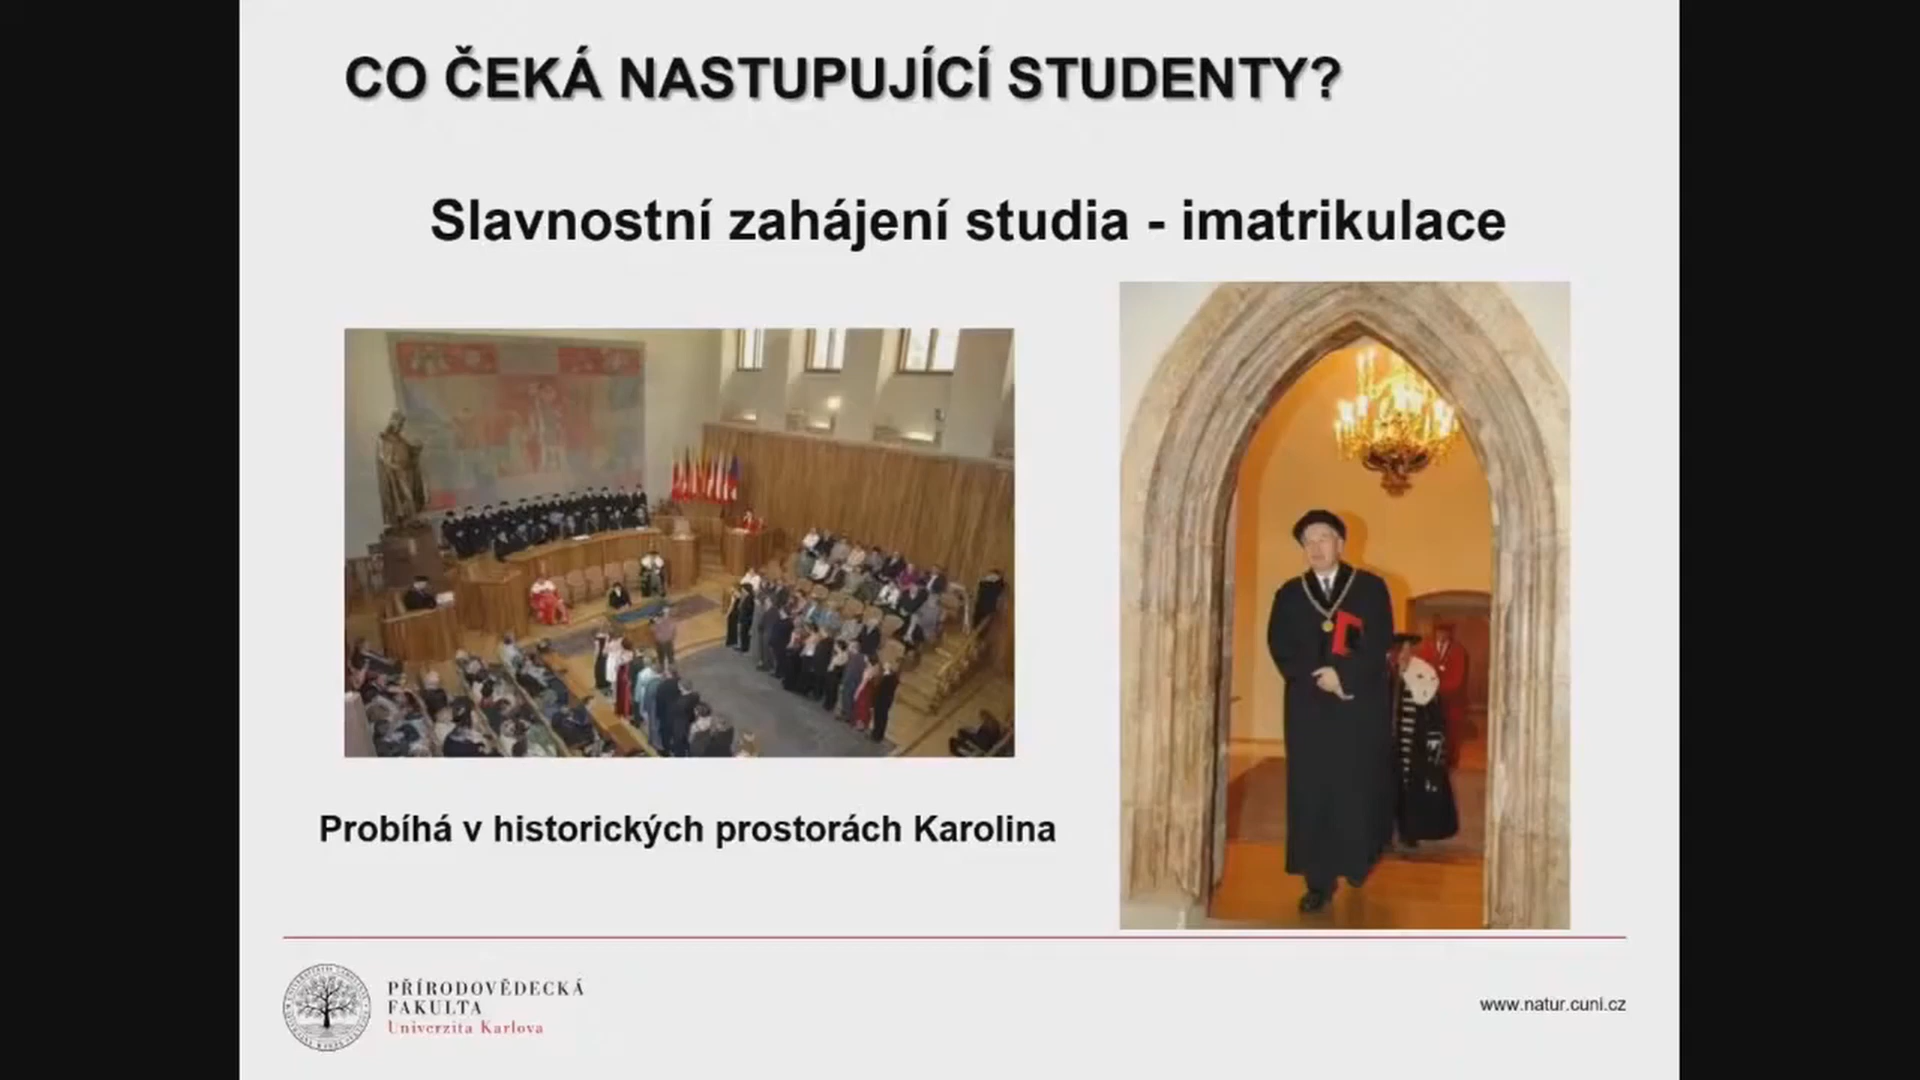 CO ČEKÁ NASTUPUJÍCÍ STUDENTY?
Slavnostní zahájení studia - imatrikulace
Probíhá v historických prostorách Karolina
PŘÍRODOVĚDECKÁ
FAKULTA
Univerzita Karlova
www.natur.cuni.cz